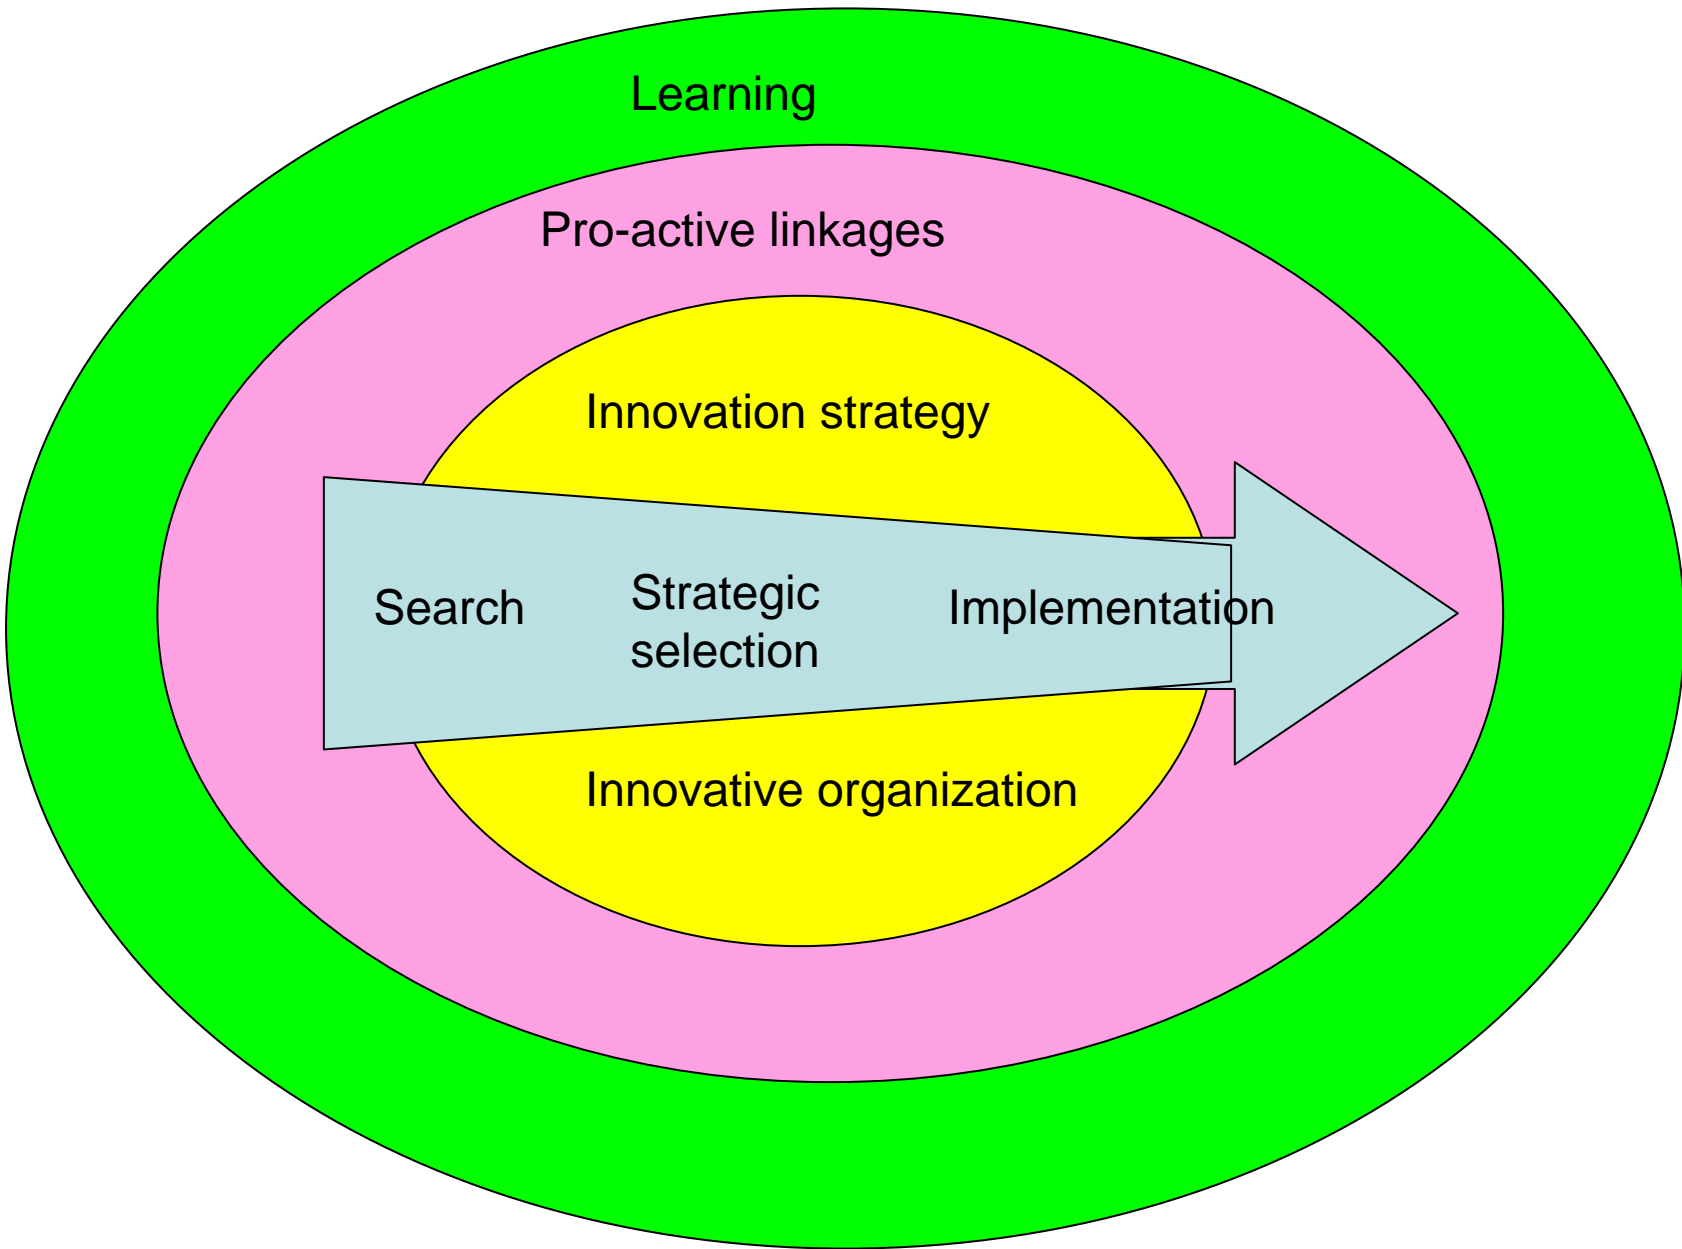 Learning
Pro-active linkages
Innovation strategy
Search
Strategic
selection
Implementation
Innovative organization